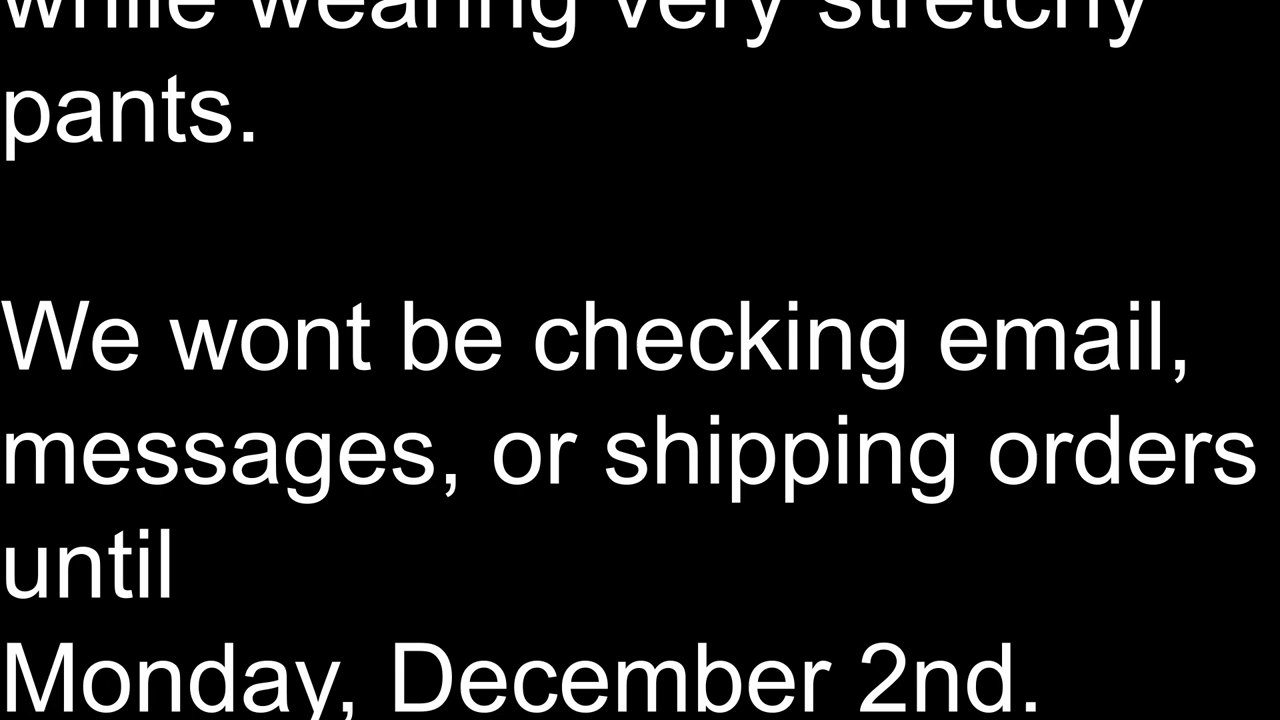 while wearing very stretchy
pants.
We wont be checking email,
messages, or shipping orders
until
Monday, December 2nd.